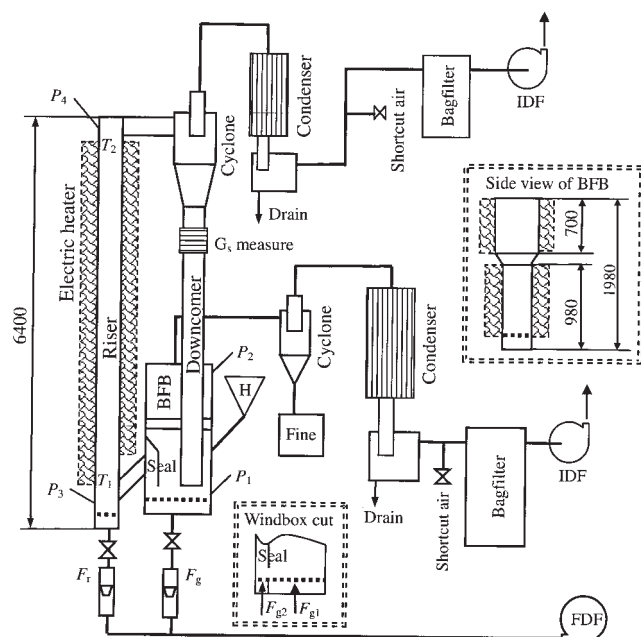 P4
T2
6400
Electric heater
Riser
T1
P3
Fr
Fg
Cyclone
Condenser
Drain
Shortcut air
Bagfilter
IDF
Gs measure
Downcomer
BFB
P2
H
Seal
P1
Cyclone
Fine
Condenser
Drain
Shortcut air
Bagfilter
IDF
Side view of BFB
700
980
1980
Windbox cut
Seal
Fg2
Fg1
FDF